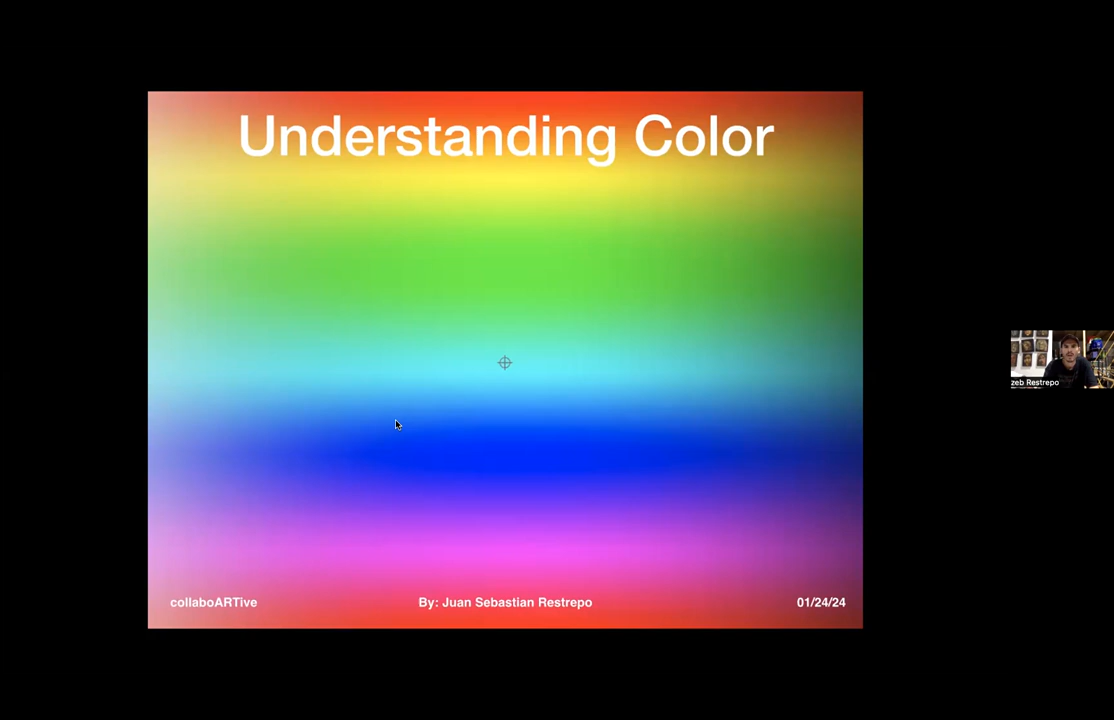 Understanding Color
collaboARTive
By: Juan Sebastian Restrepo
01/24/24
zeb Restrepo